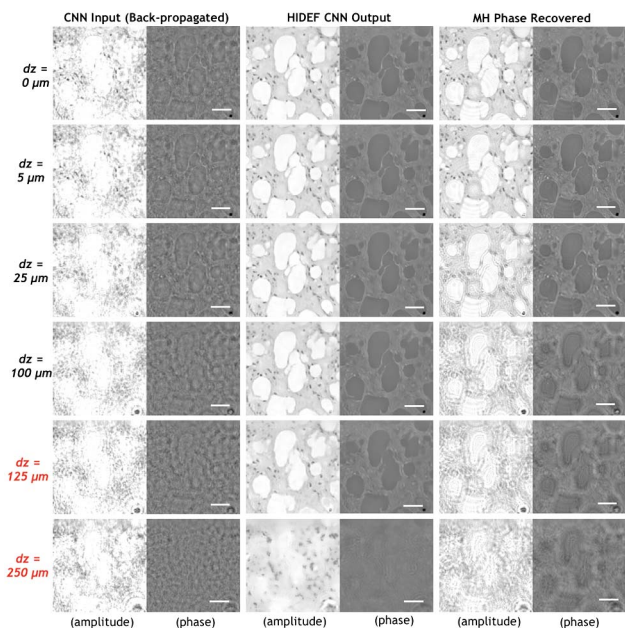 CNN Input (Back-propagated) HIDEF CNN Output MH Phase Recovered
dz =
0 µm
dz =
5 µm
dz =
25 µm
dz =
100 µm
dz =
125 µm
dz =
250 µm
(amplitude) (phase) (amplitude) (phase) (amplitude) (phase)